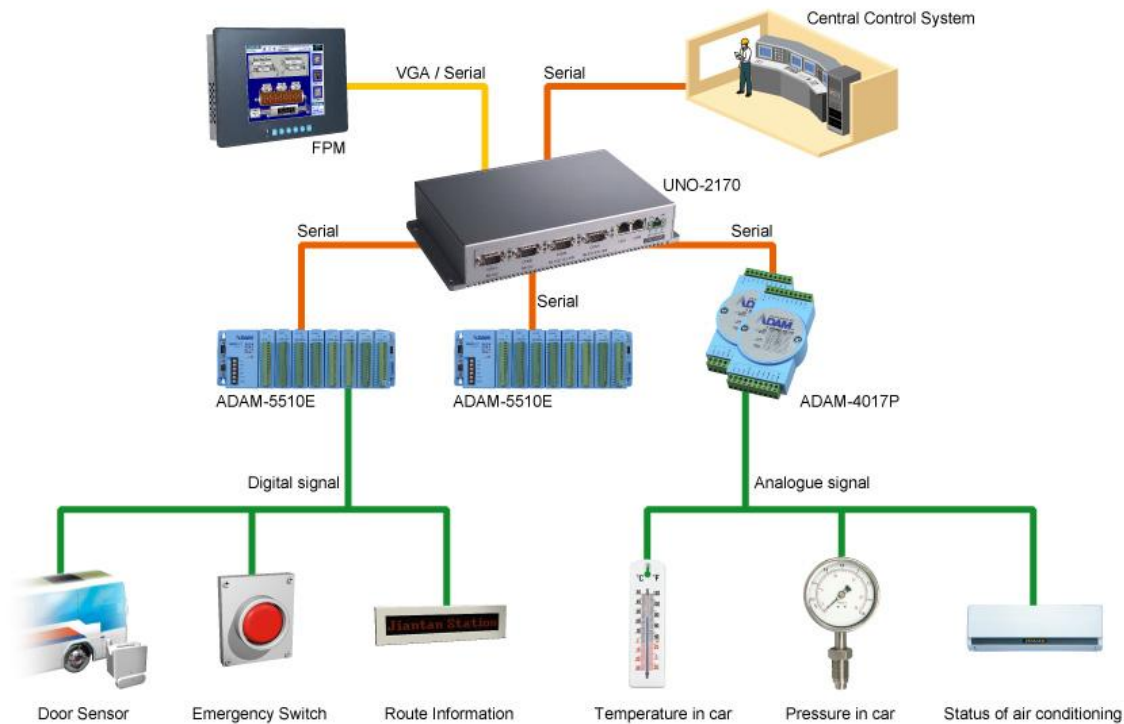 Central Control System
VGA / Serial
Serial
FPM
UNO-2170
Serial
Serial
Serial
ADAM
ADAM
ADAM-5510E
ADAM-5510E
ADAM-4017P
Digital signal
Analogue signal
°C °F
Jiantan Station
Door Sensor
Emergency Switch
Route Information
Temperature in car
Pressure in car
Status of air conditioning